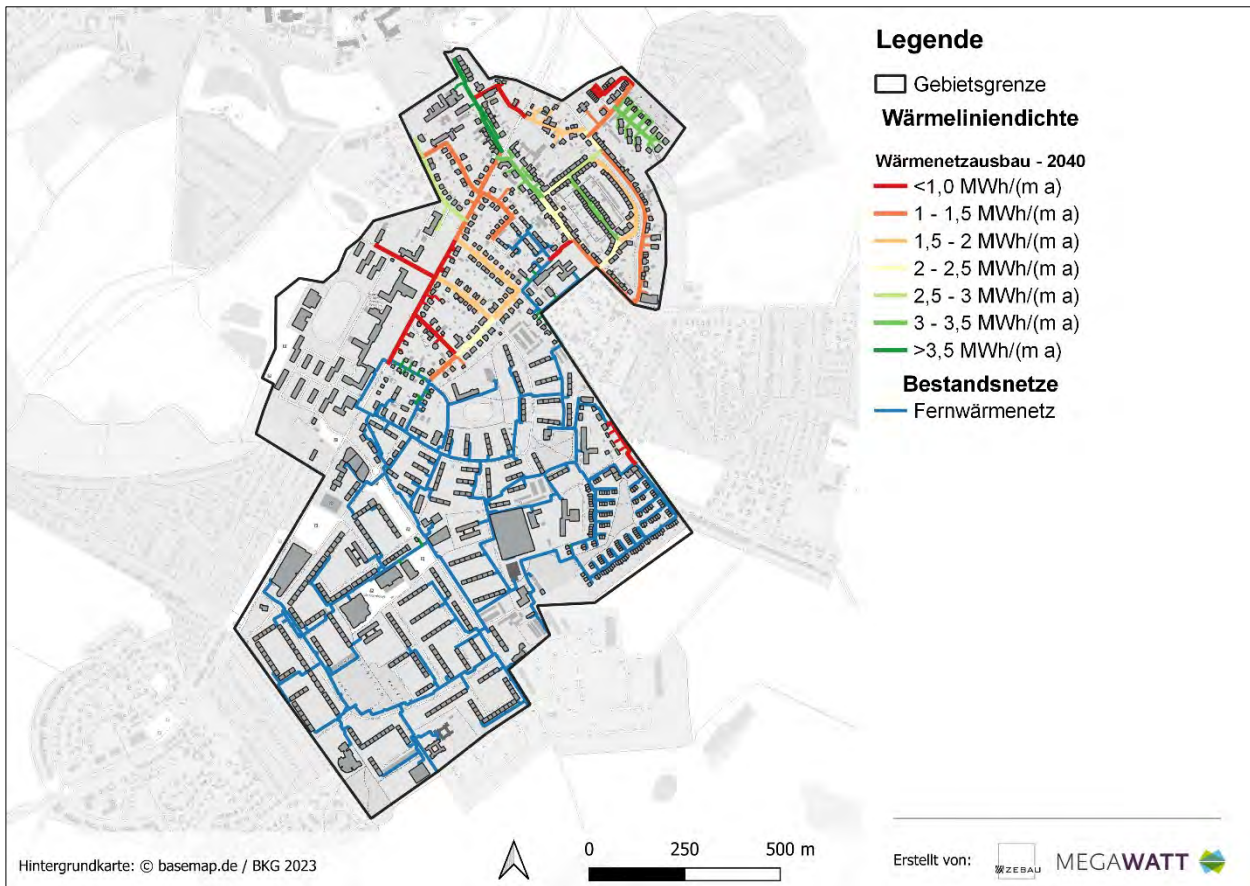 Legende
Gebietsgrenze
Wärmeliniendichte
Wärmenetzausbau - 2040
<1,0 MWh/(m a)
1 - 1,5 MWh/(m a)
1,5 - 2 MWh/(m a)
2 - 2,5 MWh/(m a)
2,5 - 3 MWh/(m a)
3 - 3,5 MWh/(m a)
>3,5 MWh/(m a)
Bestandsnetze
Fernwärmenetz
Hintergrundkarte: © basemap.de / BKG 2023
0 250 500 m
Erstellt von:
ZEBAU
MEGAWATT